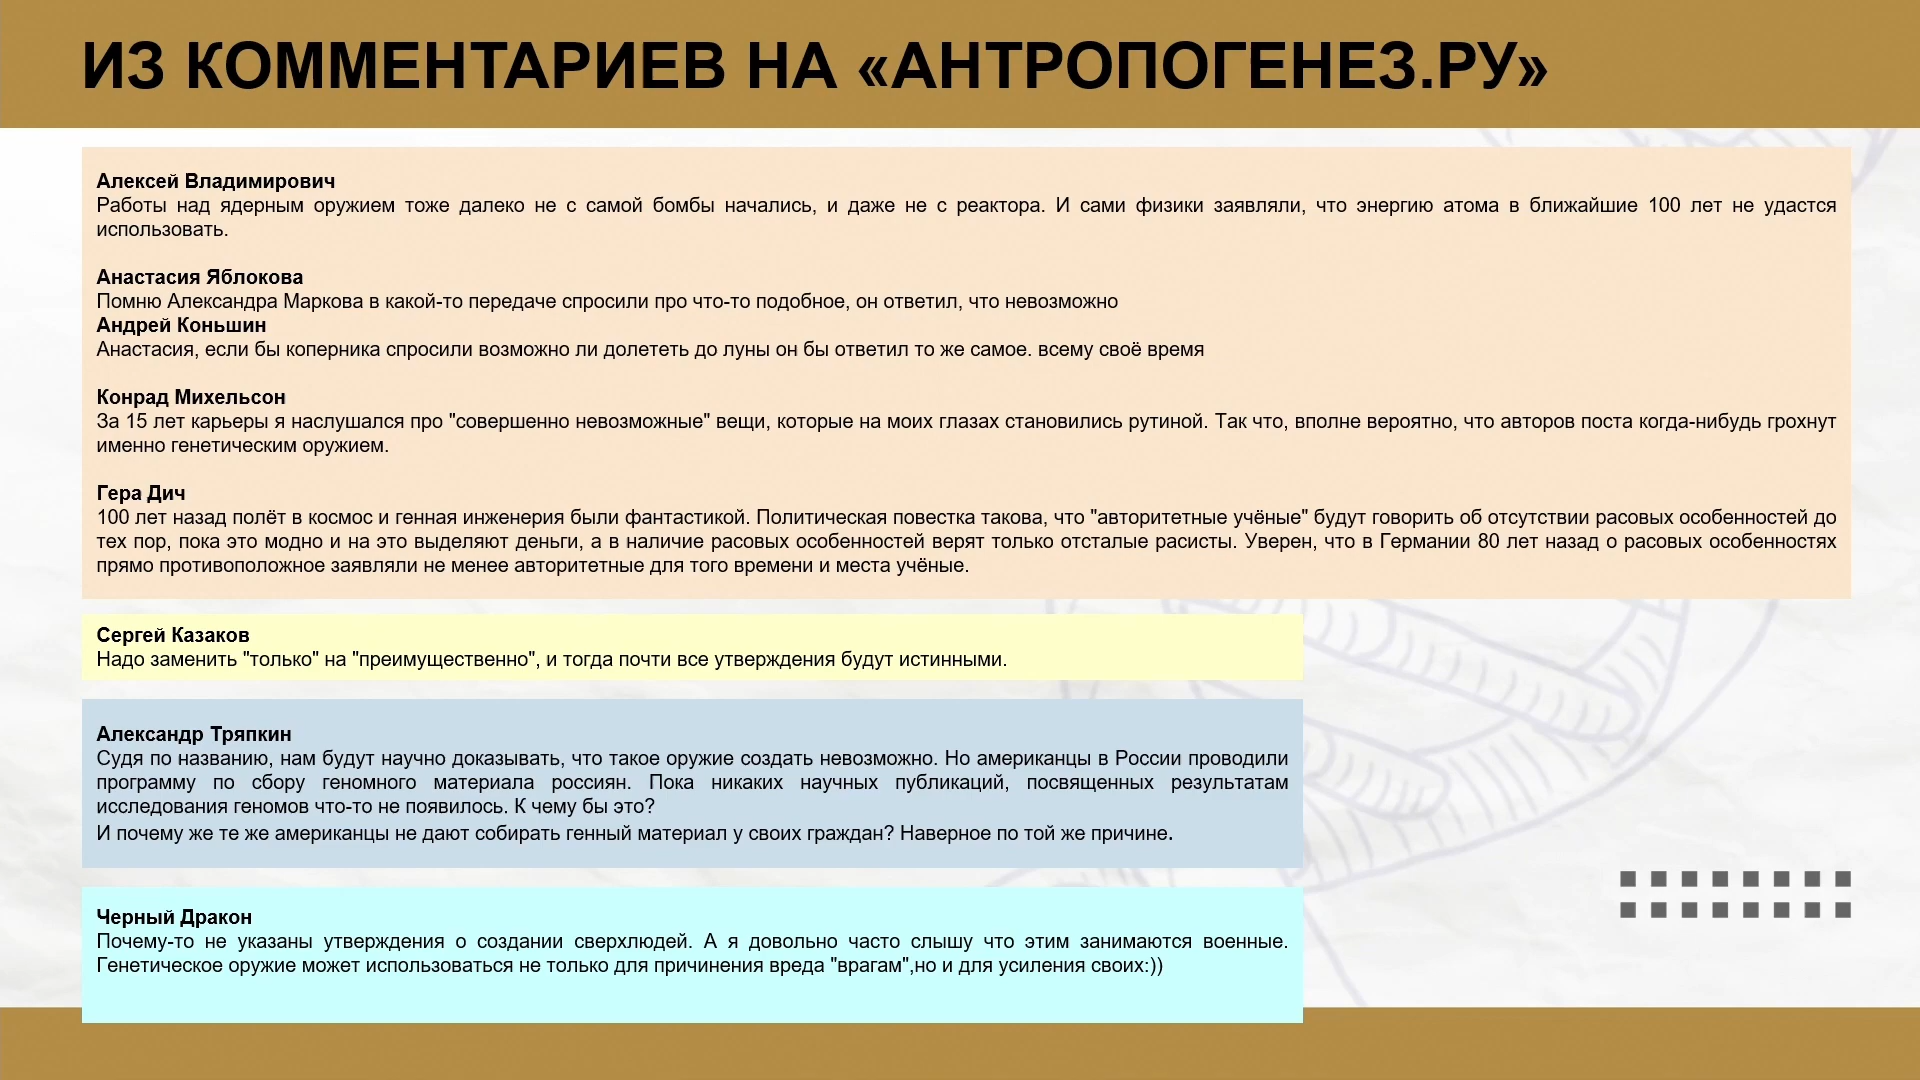 ИЗ КОММЕНТАРИЕВ НА «АНТРОПОГЕНЕЗ.РУ»
Алексей Владимирович
Работы над ядерным оружием тоже далеко не с самой бомбы начались, и даже не с реактора. И сами физики заявляли, что энергию атома в ближайшие 100 лет не удастся
использовать.
Анастасия Яблокова
Помню Александра Маркова в какой-то передаче спросили про что-то подобное, он ответил, что невозможно
Андрей Коньшин
Анастасия, если бы коперника спросили возможно ли долететь до луны он бы ответил то же самое. всему своё время
Конрад Михельсон
За 15 лет карьеры я наслушался про "совершенно невозможные" вещи, которые на моих глазах становились рутиной. Так что, вполне вероятно, что авторов поста когда-нибудь грохнут
именно генетическим оружием.
Гера Дич
100 лет назад полёт в космос и генная инженерия были фантастикой. Политическая повестка такова, что "авторитетные учёные" будут говорить об отсутствии расовых особенностей до
тех пор, пока это модно и на это выделяют деньги, а в наличие расовых особенностей верят только отсталые расисты. Уверен, что в Германии 80 лет назад о расовых особенностях
прямо противоположное заявляли не менее авторитетные для того времени и места учёные.
Сергей Казаков
Надо заменить "только" на "преимущественно", и тогда почти все утверждения будут истинными.
Александр Тряпкин
Судя по названию, нам будут научно доказывать, что такое оружие создать невозможно. Но американцы в России проводили
программу по сбору геномного материала россиян. Пока никаких научных публикаций, посвященных результатам
исследования геномов что-то не появилось. К чему бы это?
И почему же те же американцы не дают собирать генный материал у своих граждан? Наверное по той же причине.
Черный Дракон
Почему-то не указаны утверждения о создании сверхлюдей. А я довольно часто слышу что этим занимаются военные.
Генетическое оружие может использоваться не только для причинения вреда "врагам",но и для усиления своих:))